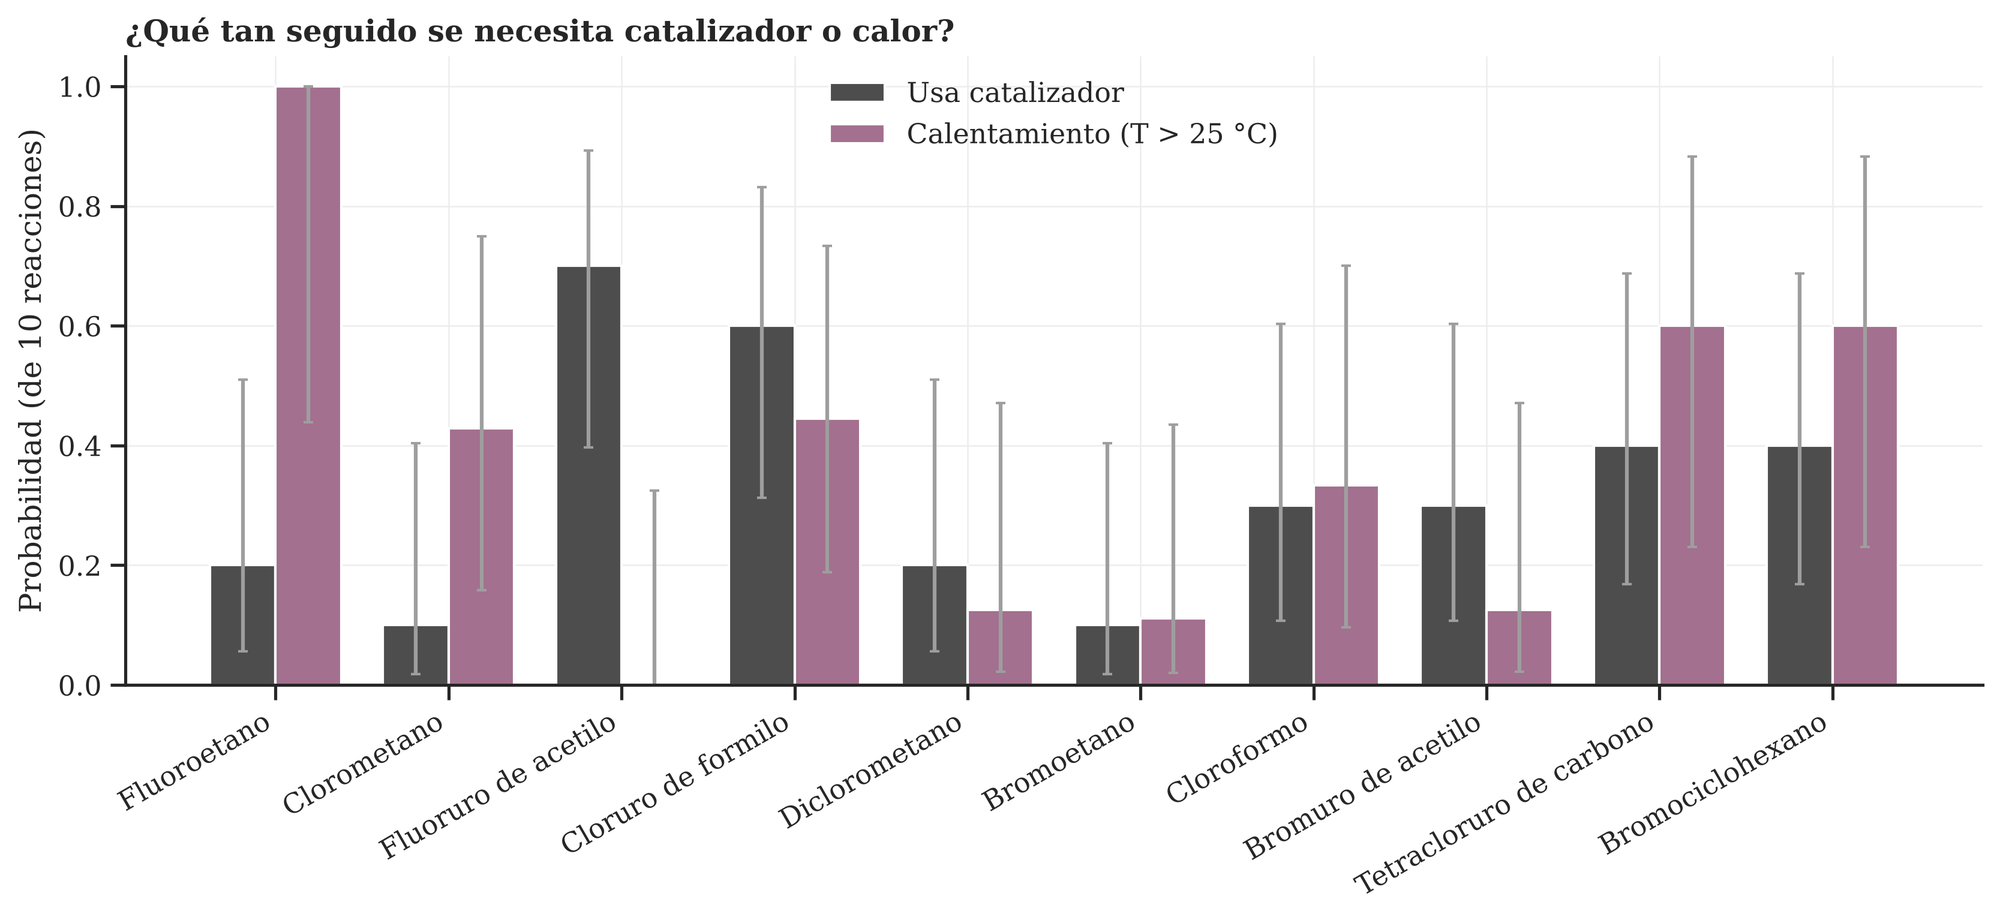 ¿Qué tan seguido se necesita catalizador o calor?
Usa catalizador
Calentamiento (T > 25 °C)
Probabilidad (de 10 reacciones)
1.0
0.8
0.6
0.4
0.2
0.0
Fluoroetano
Clorometano
Fluoruro de acetilo
Cloruro de formilo
Diclorometano
Bromoetano
Cloroformo
Bromuro de acetilo
Tetracloruro de carbono
Bromociclohexano